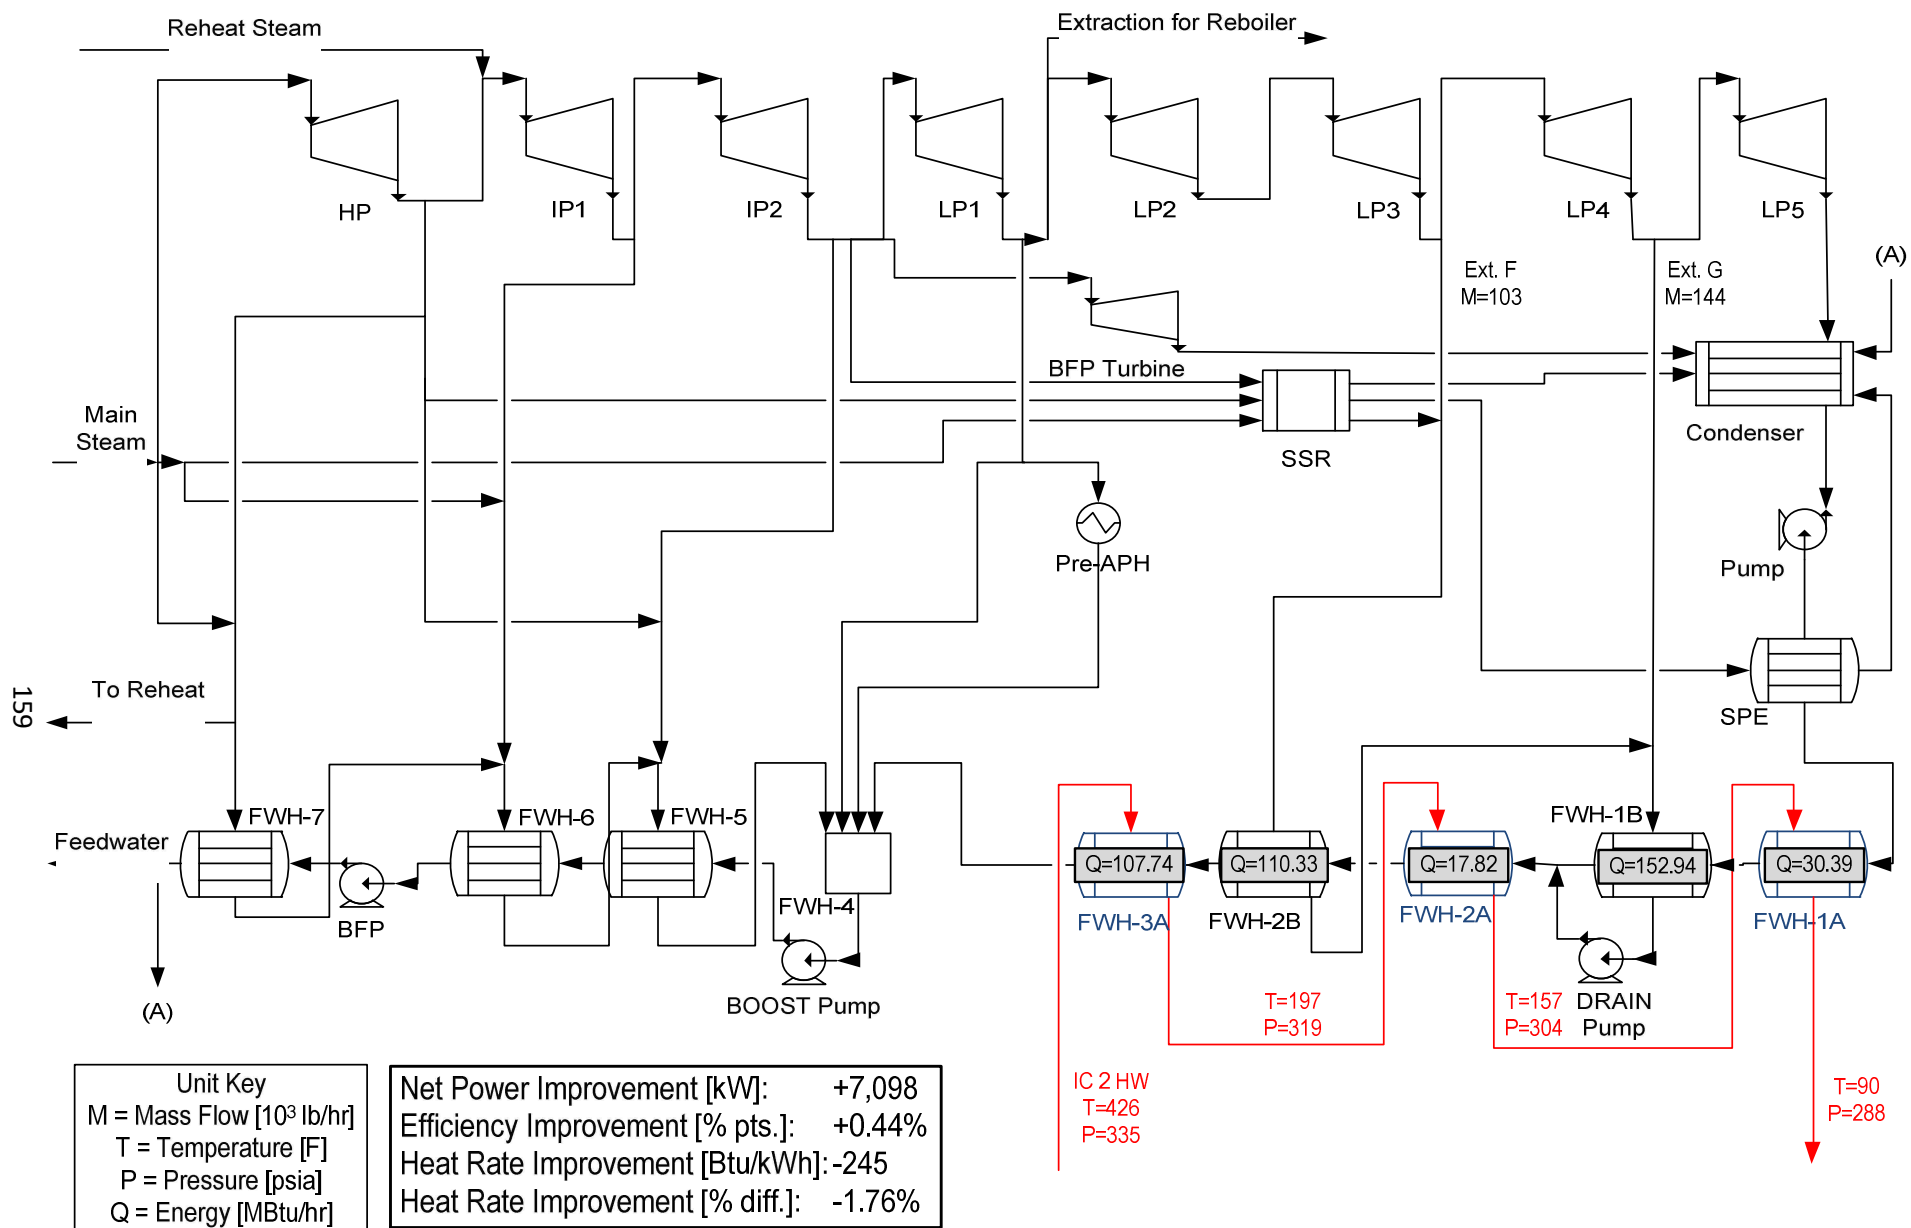 Reheat Steam
Extraction for Reboiler
HP
IP1
IP2
LP1
LP2
LP3
LP4
LP5
Ext. F
M=103
Ext. G
M=144
(A)
BFP Turbine
Main
Steam
SSR
Condenser
Pre-APH
Pump
159
To Reheat
SPE
FWH-7
FWH-6
FWH-5
FWH-1B
Feedwater
Q=107.74
Q=110.33
Q=17.82
Q=152.94
Q=30.39
FWH-4
FWH-3A
FWH-2B
FWH-2A
FWH-1A
BFP
BOOST Pump
(A)
T=197
P=319
T=157
P=304
DRAIN
Pump
IC 2 HW
T=426
P=335
T=90
P=288
Unit Key
M = Mass Flow [10³ lb/hr]
T = Temperature [F]
P = Pressure [psia]
Q = Energy [MBtu/hr]
Net Power Improvement [kW]: +7,098
Efficiency Improvement [% pts.]: +0.44%
Heat Rate Improvement [Btu/kWh]: -245
Heat Rate Improvement [% diff.]: -1.76%